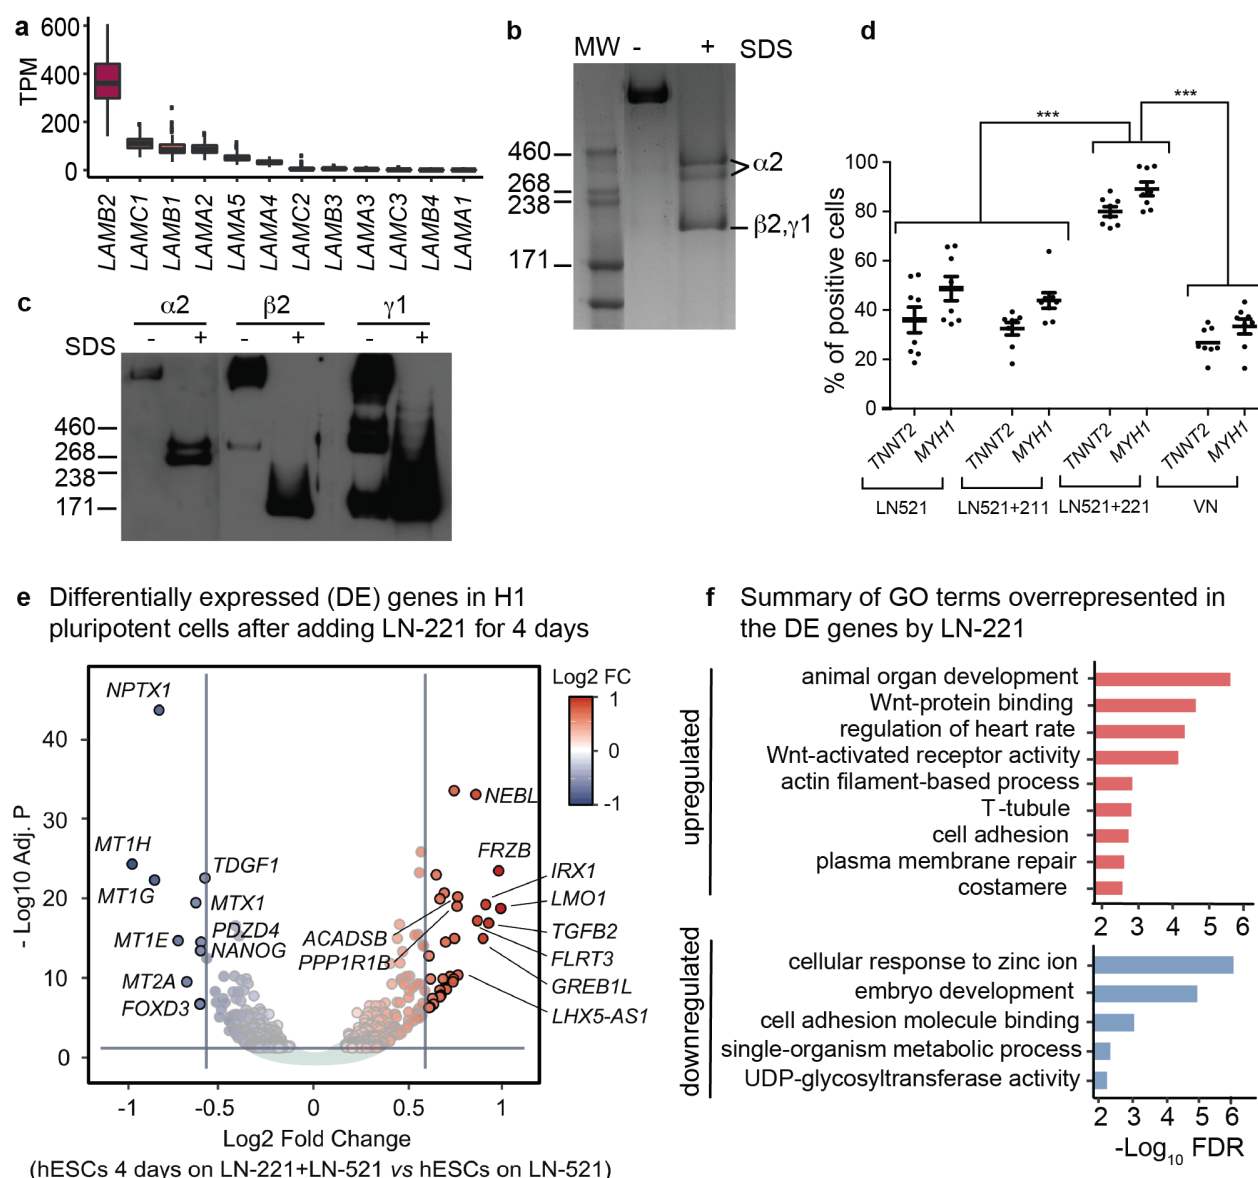 a
600
400
200
0
TPM
LAMB2
LAMC1
LAMB1
LAMA2
LAMA5
LAMA4
LAMC2
LAMB3
LAMA3
LAMC3
LAMB4
LAMA1
b
MW - + SDS
460
268
238
171
α2
β2,γ1
c
α2 β2 γ1
SDS - + - + - +
460
268
238
171
d
***
***
100
80
60
40
20
0
% of positive cells
TNNT2
MYH1
TNNT2
MYH1
TNNT2
MYH1
TNNT2
MYH1
LN521
LN521+211
LN521+221
VN
e Differentially expressed (DE) genes in H1
pluripotent cells after adding LN-221 for 4 days
Log2 FC
1
0
-1
40
30
20
10
0
- Log10 Adj. P
NPTX1
NEBL
MT1H
MT1G
TDGF1
MTX1
FRZB
IRX1
LMO1
MT1E
PDZD4
NANOG
ACADSB
PPP1R1B
TGFB2
FLRT3
GREB1L
LHX5-AS1
MT2A
FOXD3
-1
-0.5
0
0.5
1
Log2 Fold Change
(hESCs 4 days on LN-221+LN-521 vs hESCs on LN-521)
f Summary of GO terms overrepresented in
the DE genes by LN-221
upregulated
animal organ development
Wnt-protein binding
regulation of heart rate
Wnt-activated receptor activity
actin filament-based process
T-tubule
cell adhesion
plasma membrane repair
costamere
2 3 4 5 6
downregulated
cellular response to zinc ion
embryo development
cell adhesion molecule binding
single-organism metabolic process
UDP-glycosyltransferase activity
2 3 4 5 6
-Log10 FDR